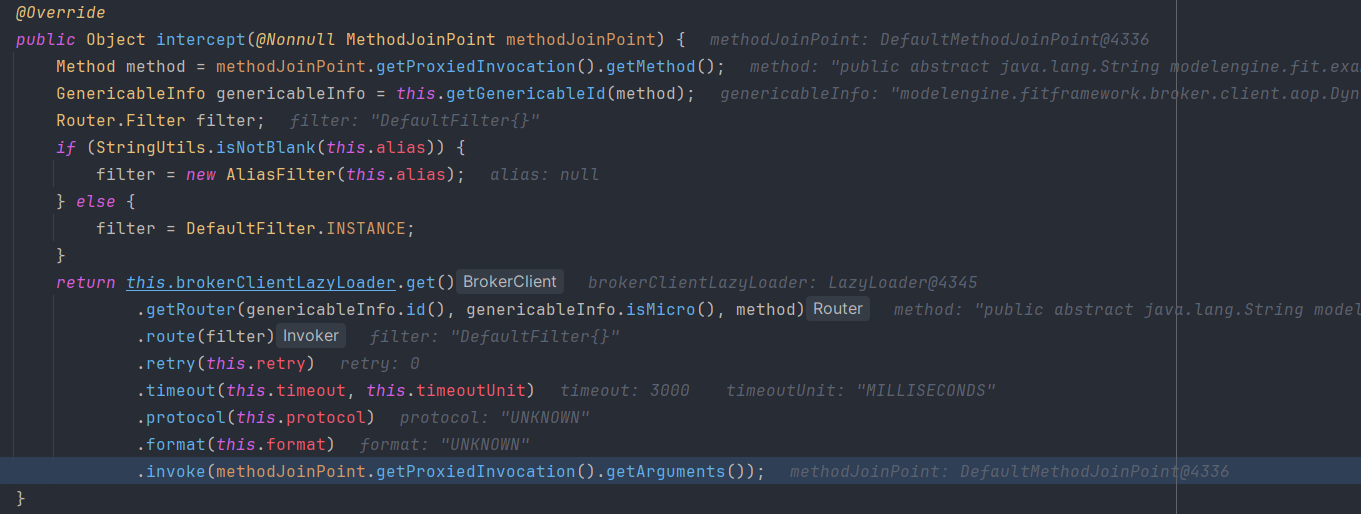 @Override
public Object intercept(@Nonnull MethodJoinPoint methodJoinPoint) {   methodJoinPoint: DefaultMethodJoinPoint@4336
    Method method = methodJoinPoint.getProxiedInvocation().getMethod();   method: "public abstract java.lang.String modelengine.fit.exa
    GenericableInfo genericableInfo = this.getGenericableId(method);   genericableInfo: "modelengine.fitframework.broker.client.aop.Dyn
    Router.Filter filter;   filter: "DefaultFilter{}"
    if (StringUtils.isNotBlank(this.alias)) {
        filter = new AliasFilter(this.alias);   alias: null
    } else {
        filter = DefaultFilter.INSTANCE;
    }
    return this.brokerClientLazyLoader.get() BrokerClient   brokerClientLazyLoader: LazyLoader@4345
            .getRouter(genericableInfo.id(), genericableInfo.isMicro(), method) Router   method: "public abstract java.lang.String model
            .route(filter) Invoker   filter: "DefaultFilter{}"
            .retry(this.retry)   retry: 0
            .timeout(this.timeout, this.timeoutUnit)   timeout: 3000   timeoutUnit: "MILLISECONDS"
            .protocol(this.protocol)   protocol: "UNKNOWN"
            .format(this.format)   format: "UNKNOWN"
            .invoke(methodJoinPoint.getProxiedInvocation().getArguments());   methodJoinPoint: DefaultMethodJoinPoint@4336
}